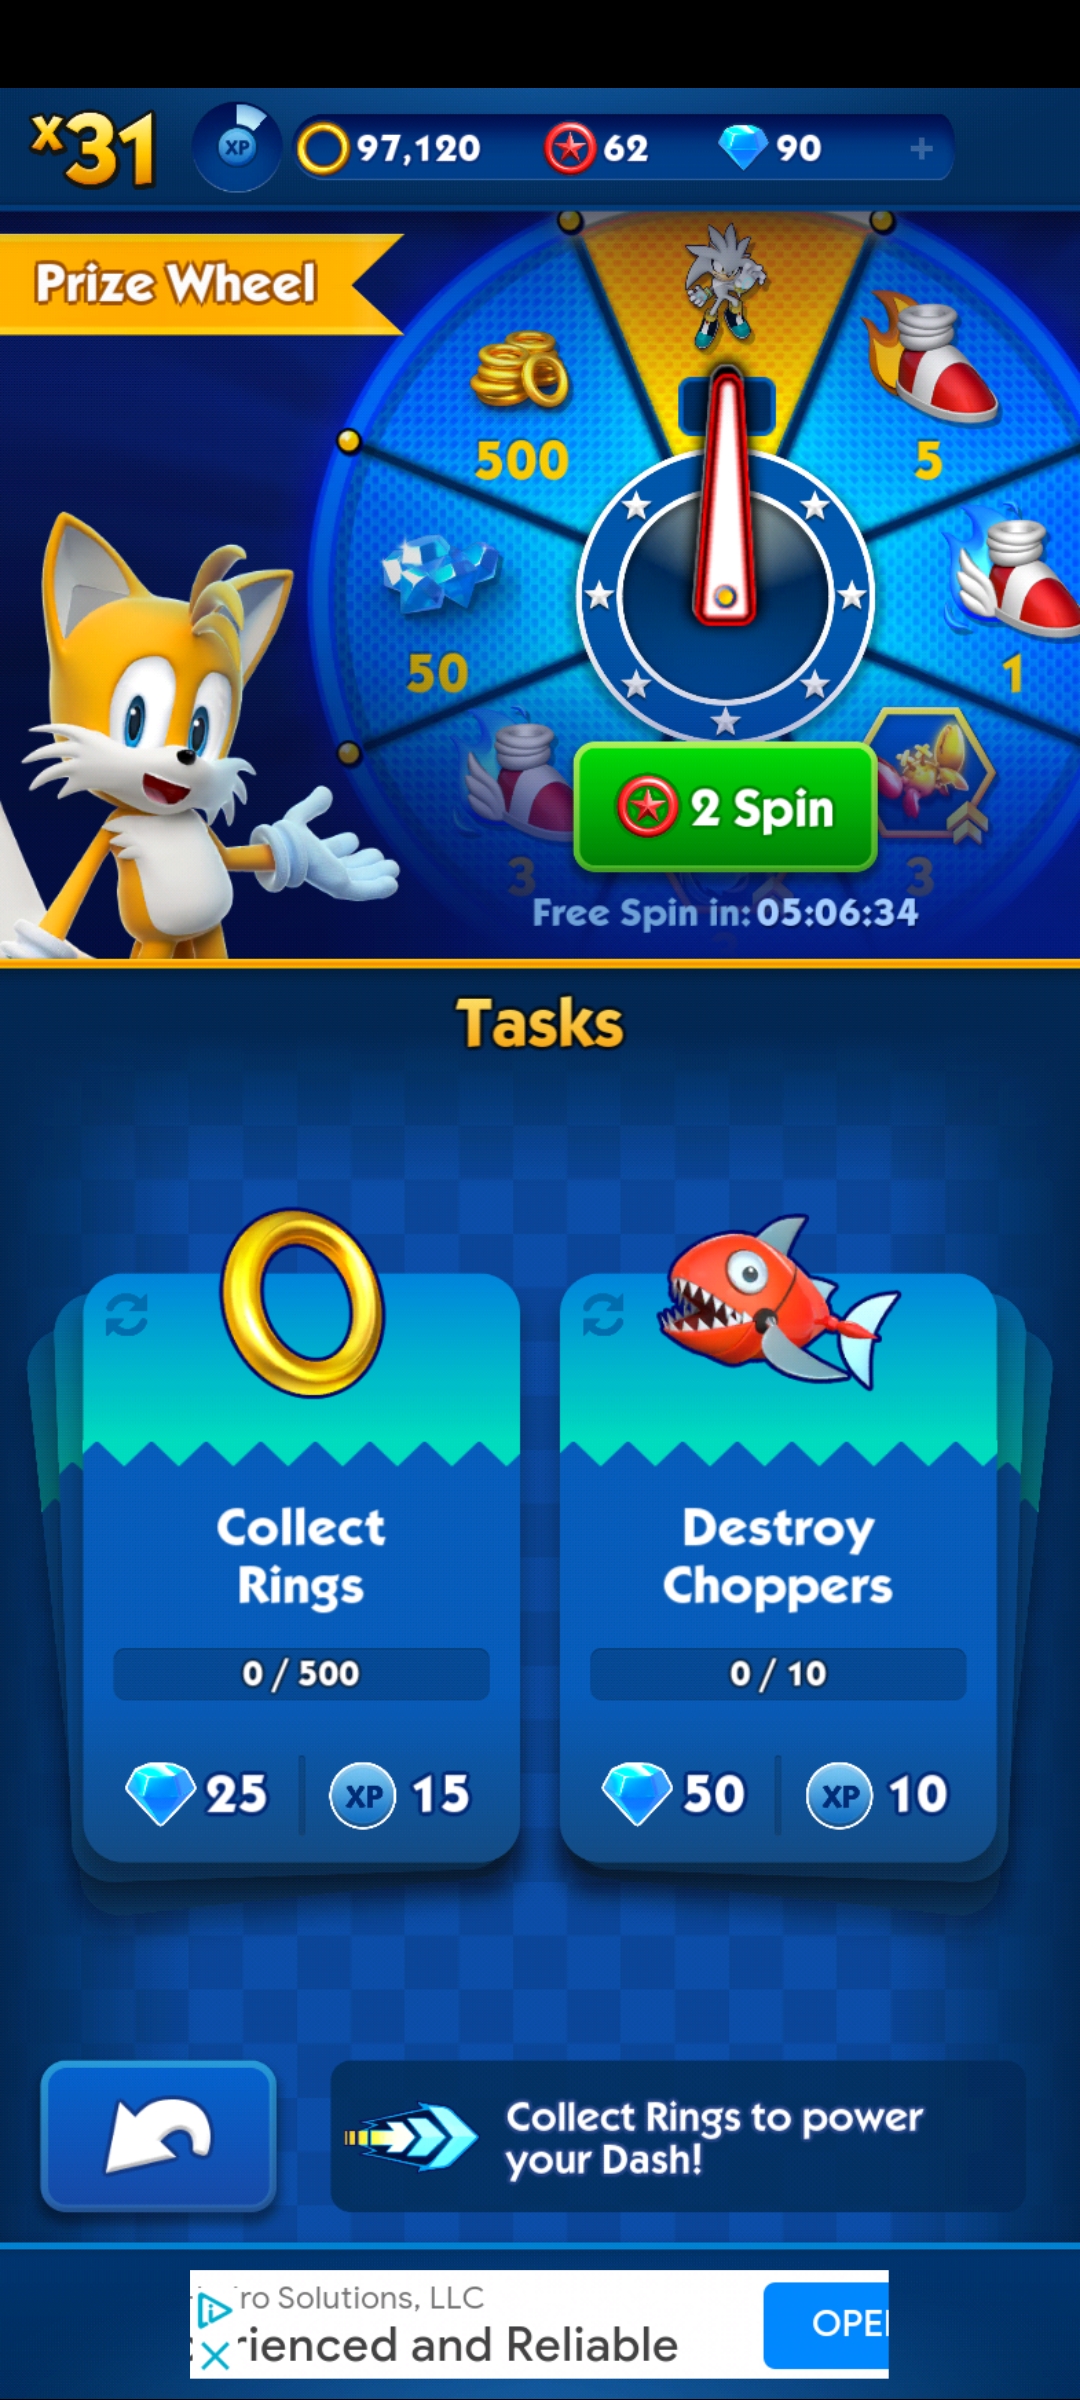 x31
XP
97,120
62
90
+
Prize Wheel
500
5
50
1
3
2 Spin
3
Free Spin in: 05:06:34
Tasks
Collect
Rings
0 / 500
25
XP
15
Destroy
Choppers
0 / 10
50
XP
10
Collect Rings to power
your Dash!
ro Solutions, LLC
rienced and Reliable
OPE